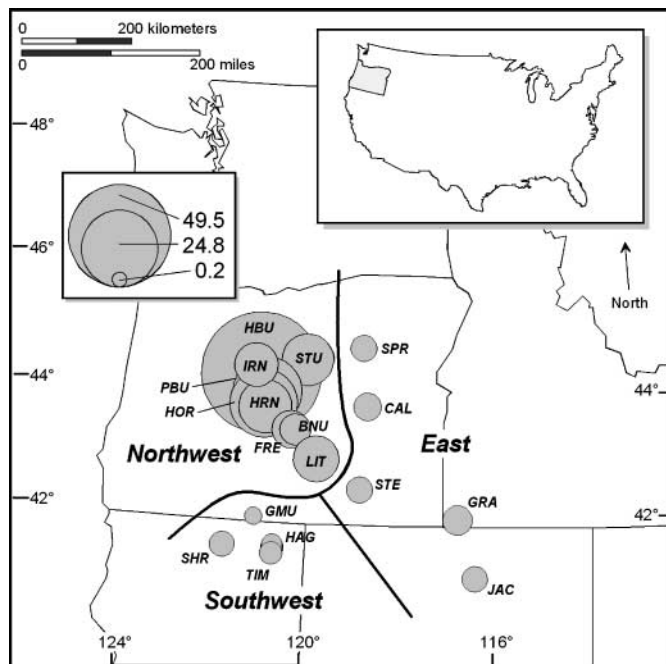 0 200 kilometers
0 200 miles
48°
49.5
24.8
0.2
46°
North
HBU
STU
IRN
SPR
44°
PBU
44°
HOR
HRN
CAL
BNU
FRE
Northwest
East
LIT
STE
42°
GMU
GRA
42°
HAG
SHR
TIM
JAC
Southwest
124°
120°
116°